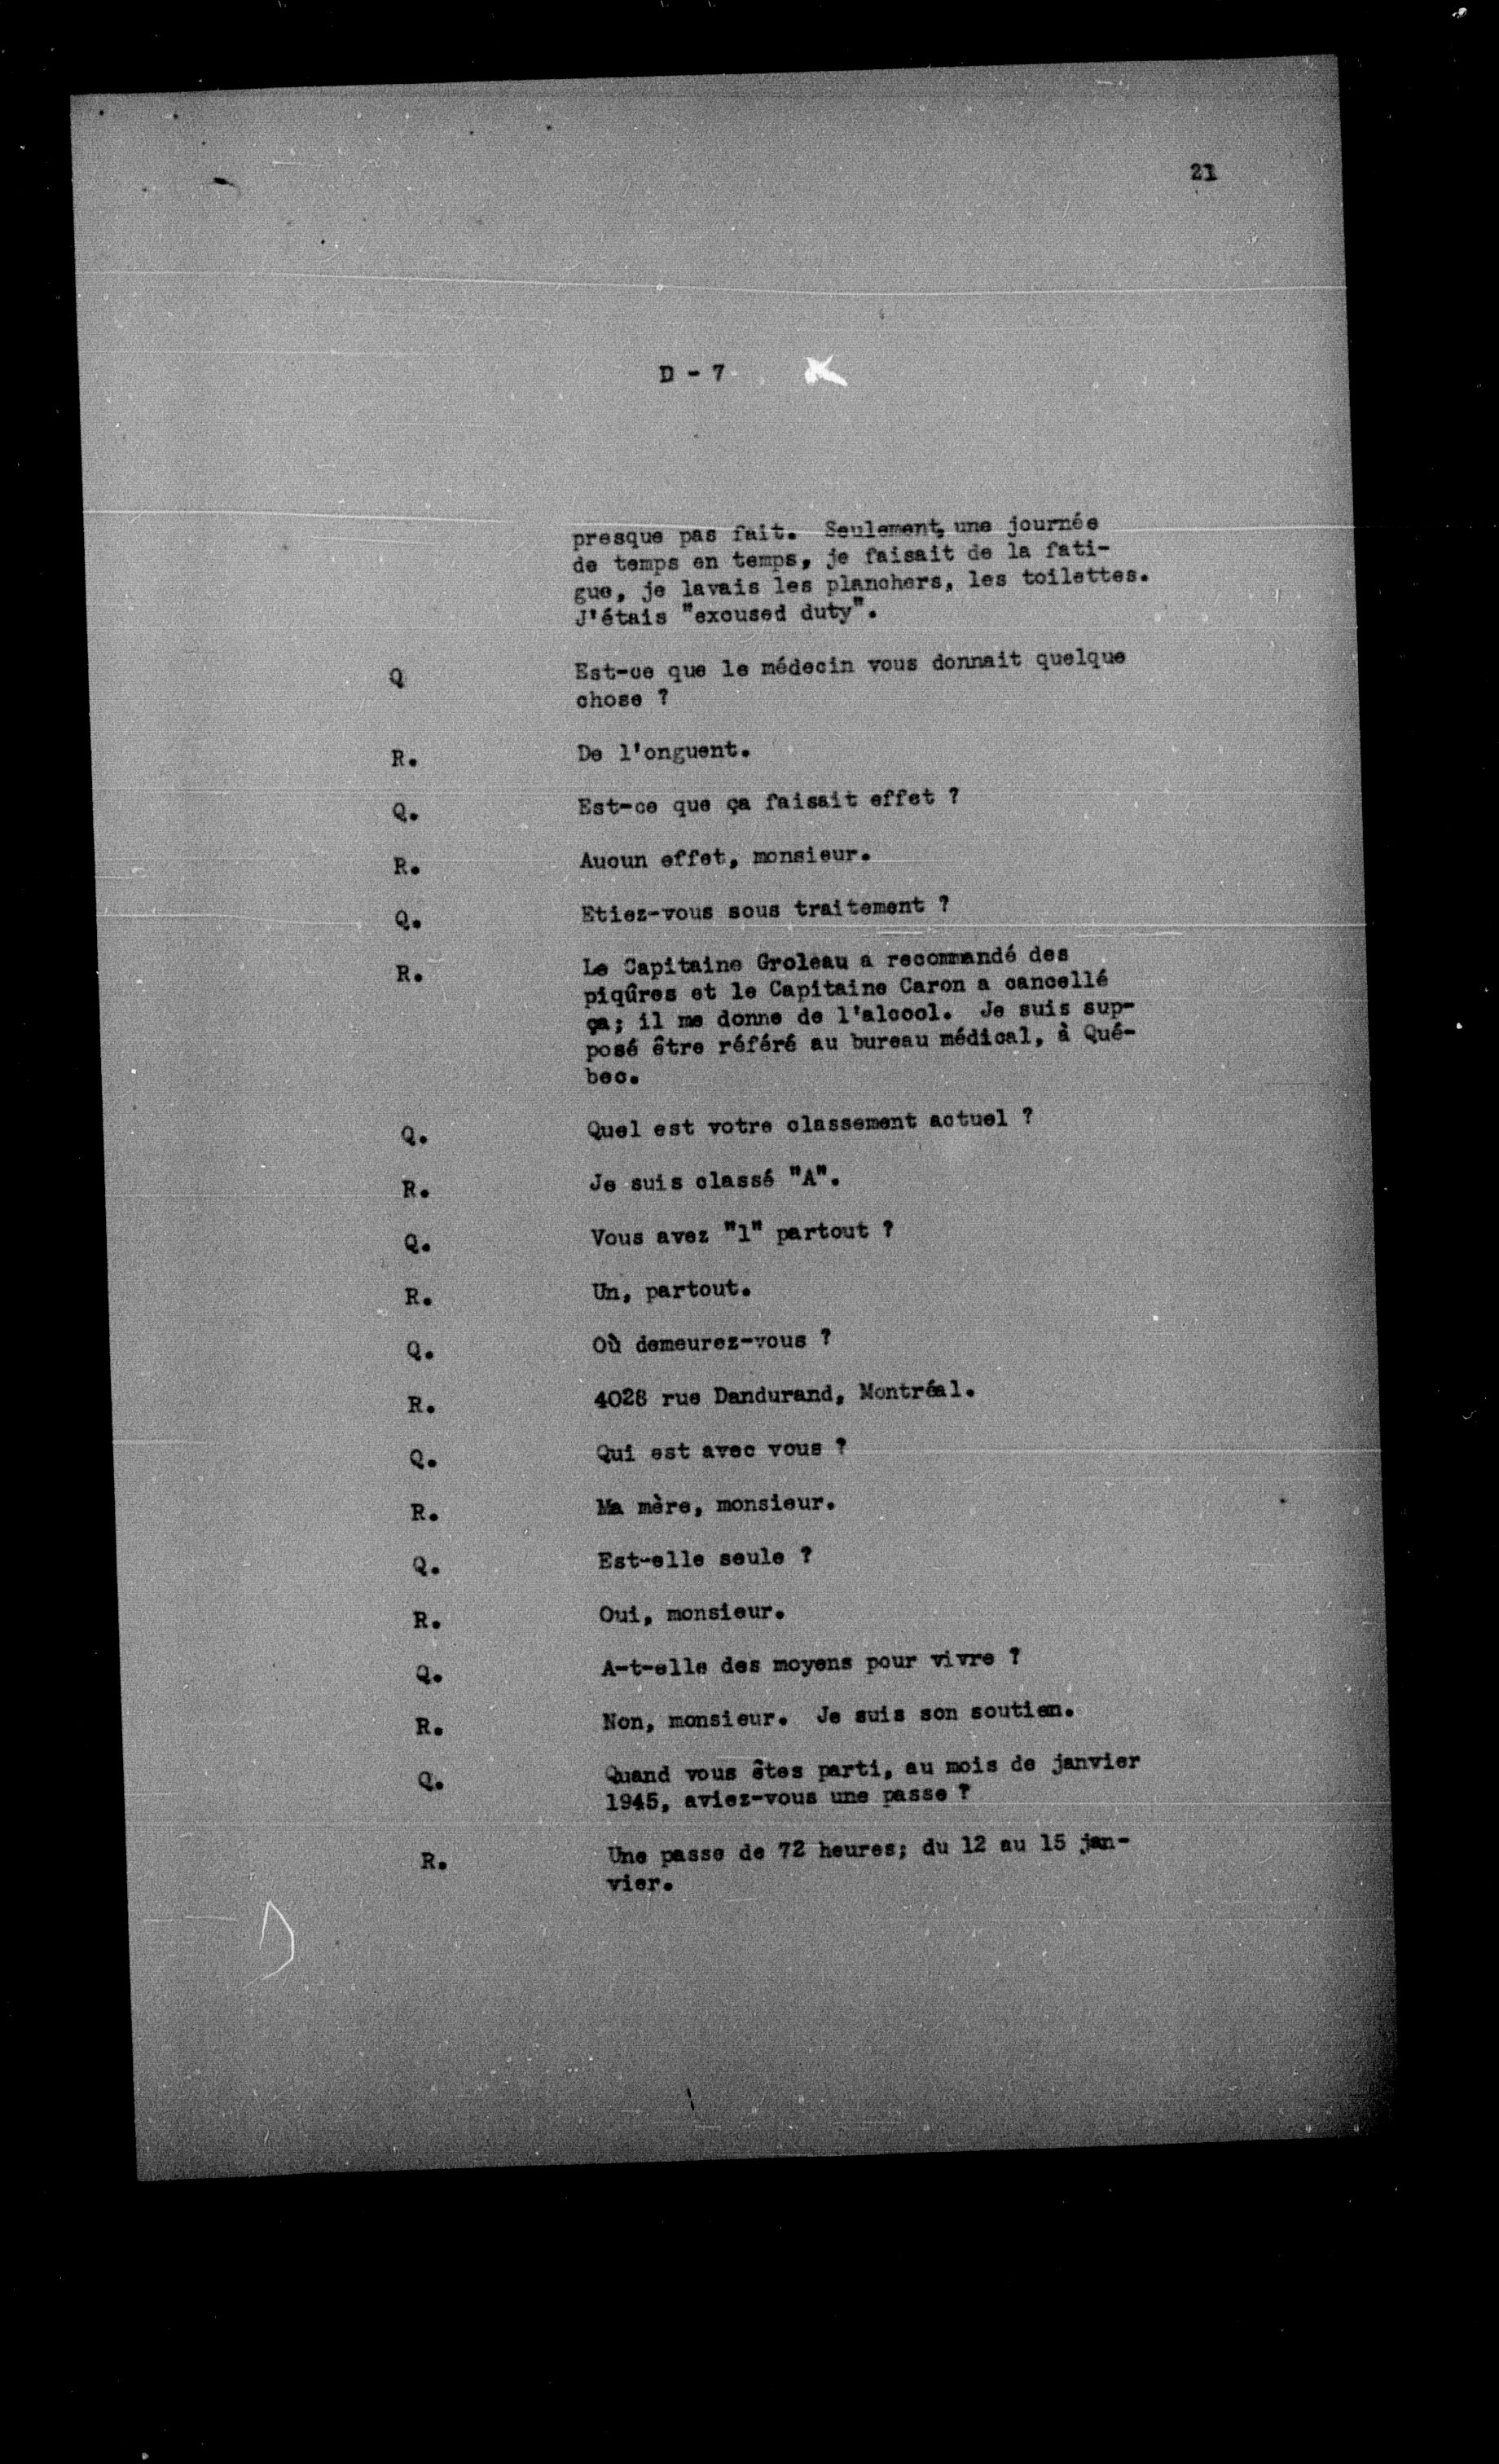 21
D - 7
presque pas fait. Seulement, une journée
de temps en temps, je faisait de la fati-
gue, je lavais les planchers, les toilettes.
J'étais "excused duty".
Q Est-ce que le médecin vous donnait quelque
chose ?
R. De l'onguent.
Q. Est-ce que ça faisait effet ?
R. Aucun effet, monsieur.
Q. Etiez-vous sous traitement ?
R. Le Capitaine Groleau a recommandé des
piqûres et le Capitaine Caron a cancellé
ça; il me donne de l'alcool. Je suis sup-
posé être référé au bureau médical, à Qué-
bec.
Q. Quel est votre classement actuel ?
R. Je suis classé "A".
Q. Vous avez "1" partout ?
R. Un, partout.
Q. Où demeurez-vous ?
R. 4028 rue Dandurand, Montréal.
Q. Qui est avec vous ?
R. Ma mère, monsieur.
Q. Est-elle seule ?
R. Oui, monsieur.
Q. A-t-elle des moyens pour vivre ?
R. Non, monsieur. Je suis son soutien.
Q. Quand vous êtes parti, au mois de janvier
1945, aviez-vous une passe ?
R. Une passe de 72 heures; du 12 au 15 jan-
vier.